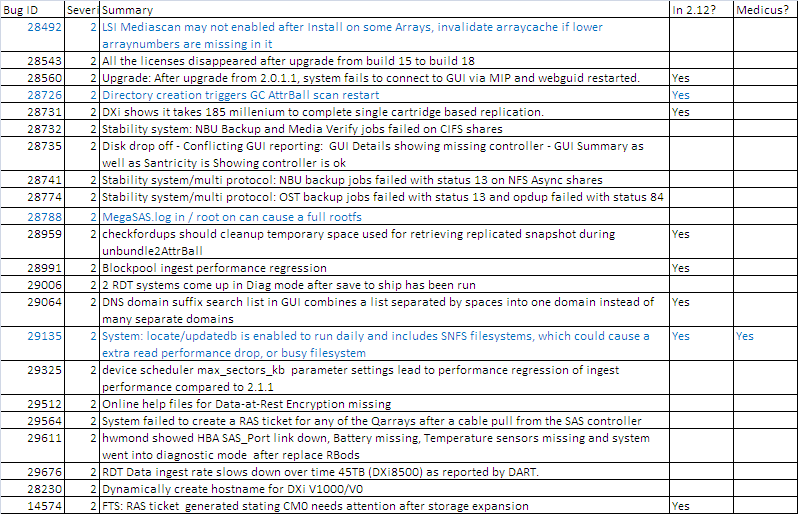 Bug ID Severi Summary In 2.12? Medicus?
28492 2 LSI Mediascan may not enabled after Install on some Arrays, invalidate arraycache if lower
arraynumbers are missing in it
28543 2 All the licenses disappeared after upgrade from build 15 to build 18
28560 2 Upgrade: After upgrade from 2.0.1.1, system fails to connect to GUI via MIP and webguid restarted. Yes
28726 2 Directory creation triggers GC AttrBall scan restart Yes
28731 2 DXi shows it takes 185 millenium to complete single cartridge based replication. Yes
28732 2 Stability system: NBU Backup and Media Verify jobs failed on CIFS shares
28735 2 Disk drop off - Conflicting GUI reporting: GUI Details showing missing controller - GUI Summary as
well as Santricity is Showing controller is ok
28741 2 Stability system/multi protocol: NBU backup jobs failed with status 13 on NFS Async shares
28774 2 Stability system/multi protocol: OST backup jobs failed with status 13 and opdup failed with status 84
28788 2 MegaSAS.log in / root on can cause a full rootfs
28959 2 checkfordups should cleanup temporary space used for retrieving replicated snapshot during Yes
unbundle2AttrBall
28991 2 Blockpool ingest performance regression Yes
29006 2 2 RDT systems come up in Diag mode after save to ship has been run
29064 2 DNS domain suffix search list in GUI combines a list separated by spaces into one domain instead of Yes
many separate domains
29135 2 System: locate/updatedb is enabled to run daily and includes SNFS filesystems, which could cause a Yes Yes
extra read performance drop, or busy filesystem
29325 2 device scheduler max_sectors_kb parameter settings lead to performance regression of ingest
performance compared to 2.1.1
29512 2 Online help files for Data-at-Rest Encryption missing
29564 2 System failed to create a RAS ticket for any of the Qarrays after a cable pull from the SAS controller
29611 2 hwmond showed HBA SAS_Port link down, Battery missing, Temperature sensors missing and system
went into diagnostic mode after replace RBods
29676 2 RDT Data ingest rate slows down over time 45TB (DXi8500) as reported by DART.
28230 2 Dynamically create hostname for DXi V1000/V0
14574 2 FTS: RAS ticket generated stating CM0 needs attention after storage expansion Yes